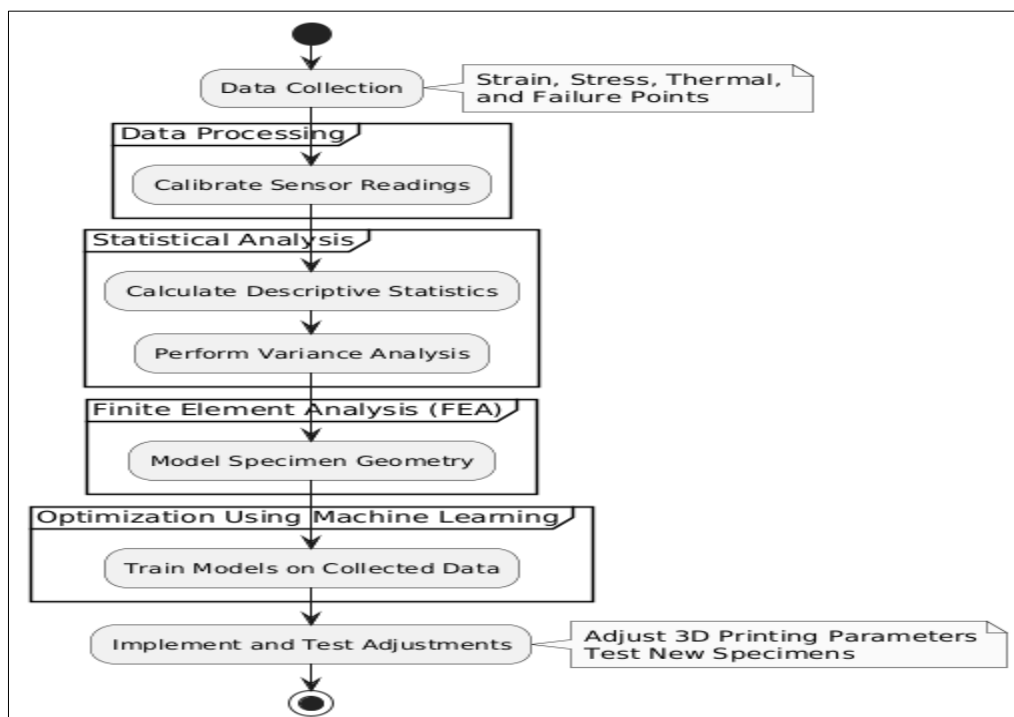 Data Collection
Strain, Stress, Thermal,
and Failure Points
Data Processing
Calibrate Sensor Readings
Statistical Analysis
Calculate Descriptive Statistics
Perform Variance Analysis
Finite Element Analysis (FEA)
Model Specimen Geometry
Optimization Using Machine Learning
Train Models on Collected Data
Implement and Test Adjustments
Adjust 3D Printing Parameters
Test New Specimens